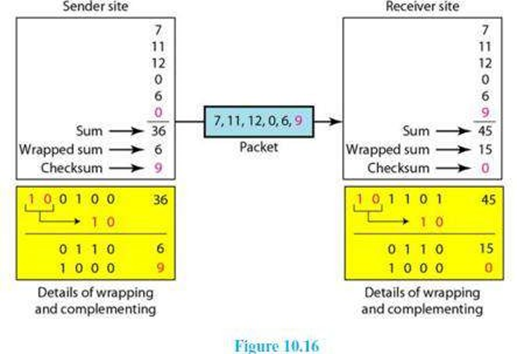 Sender site
7
11
12
0
6
0
Sum 36
Wrapped sum 6
Checksum 9
1 0 0 1 0 0 36
1 0
0 1 1 0 6
1 0 0 0 9
Details of wrapping
and complementing
7, 11, 12, 0, 6, 9
Packet
Receiver site
7
11
12
0
6
9
Sum 45
Wrapped sum 15
Checksum 0
1 0 1 1 0 1 45
1 0
0 1 1 0 15
1 0 0 0 0
Details of wrapping
and complementing
Figure 10.16